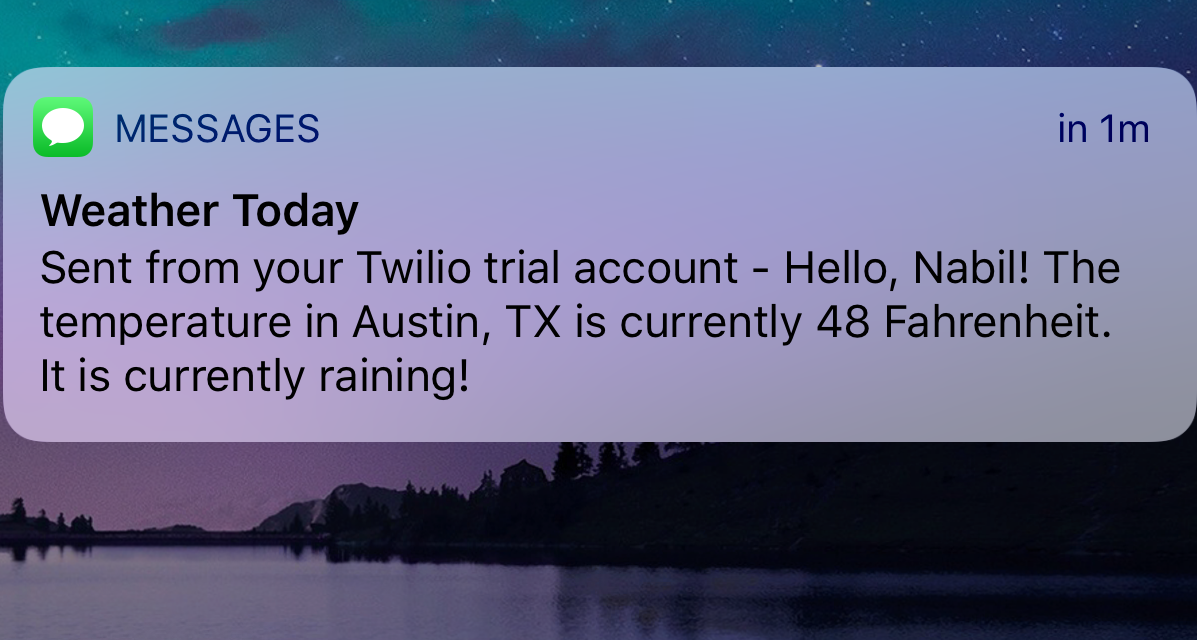 MESSAGES
in 1m
Weather Today
Sent from your Twilio trial account - Hello, Nabil! The
temperature in Austin, TX is currently 48 Fahrenheit.
It is currently raining!